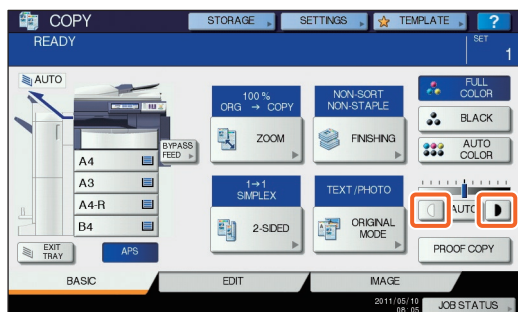 COPY
STORAGE
SETTINGS
TEMPLATE
?
READY
SET
1
AUTO
100 %
ORG → COPY
ZOOM
NON-SORT
NON-STAPLE
FINISHING
FULL
COLOR
BLACK
AUTO
COLOR
BYPASS
FEED
A4
A3
A4-R
B4
1→1
SIMPLEX
2-SIDED
TEXT/PHOTO
ORIGINAL
MODE
AUTO
EXIT
TRAY
APS
PROOF COPY
BASIC
EDIT
IMAGE
2011/05/10
08:05
JOB STATUS